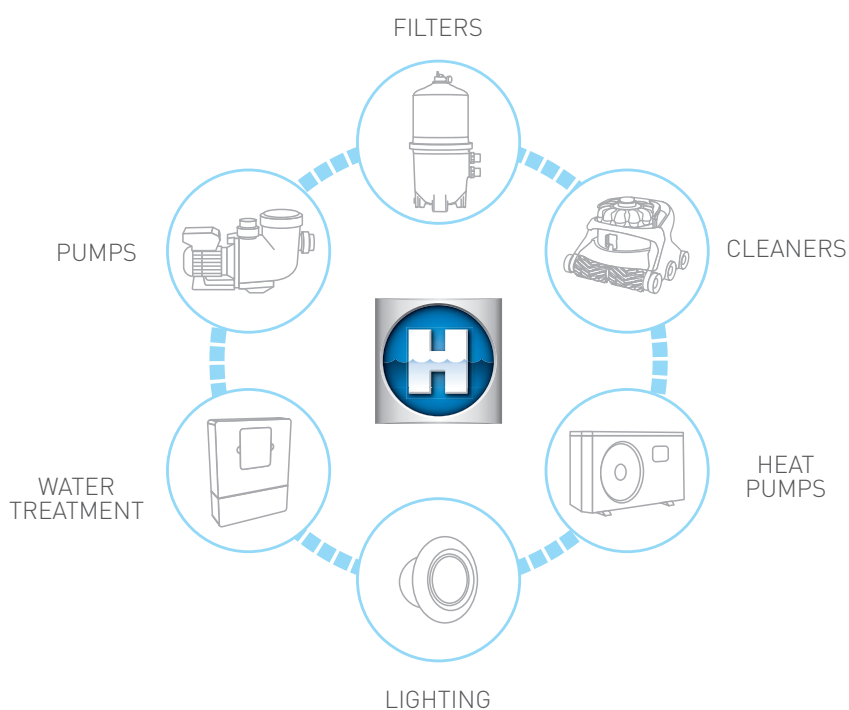 FILTERS
PUMPS
CLEANERS
H
WATER
TREATMENT
HEAT
PUMPS
LIGHTING